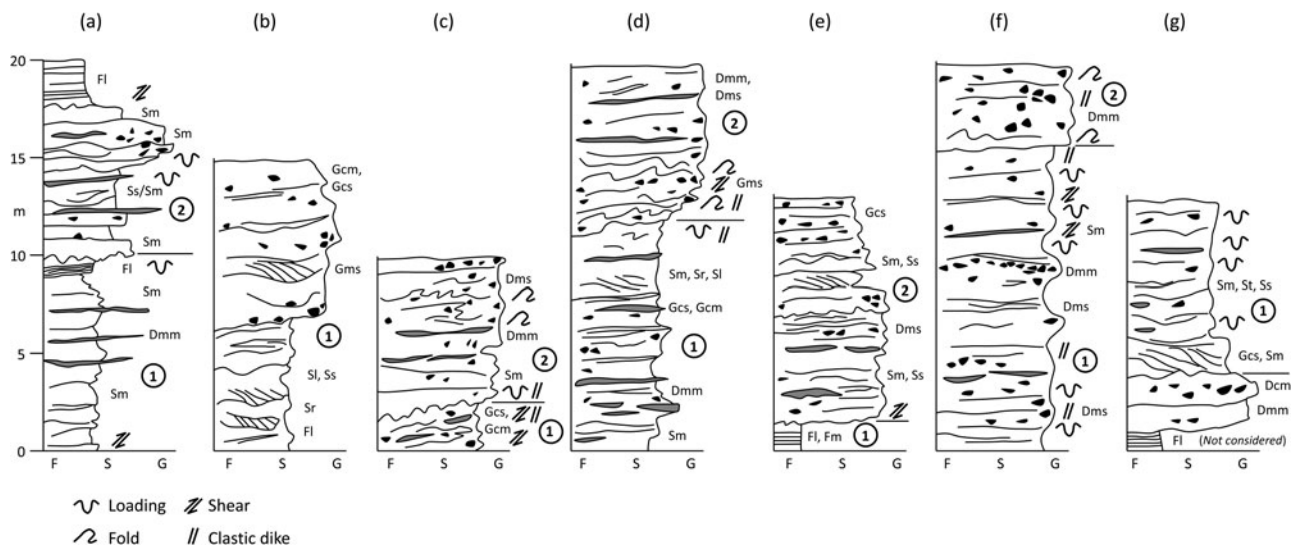 (a) (b) (c) (d) (e) (f) (g)
20
15
m
10
5
0
Fl
Sm
Sm
Ss/Sm
2
Sm
Fl
Sm
Dmm
1
Sm
F S G
Gcm,
Gcs
Gms
1
Sl, Ss
Sr
Fl
F S G
Dms
Dmm
2
Sm
Gcs,
Gcm
1
F S G
Dmm,
Dms
2
Gms
Sm, Sr, Sl
Gcs, Gcm
1
Dmm
Sm
F S G
Gcs
Sm, Ss
2
Dms
Sm, Ss
Fl, Fm
1
F S G
2
Dmm
Sm
Dmm
Dms
1
Dms
F S G
Sm, St, Ss
1
Gcs, Sm
Dcm
Dmm
Fl (Not considered)
F S G
Loading Shear
Fold Clastic dike